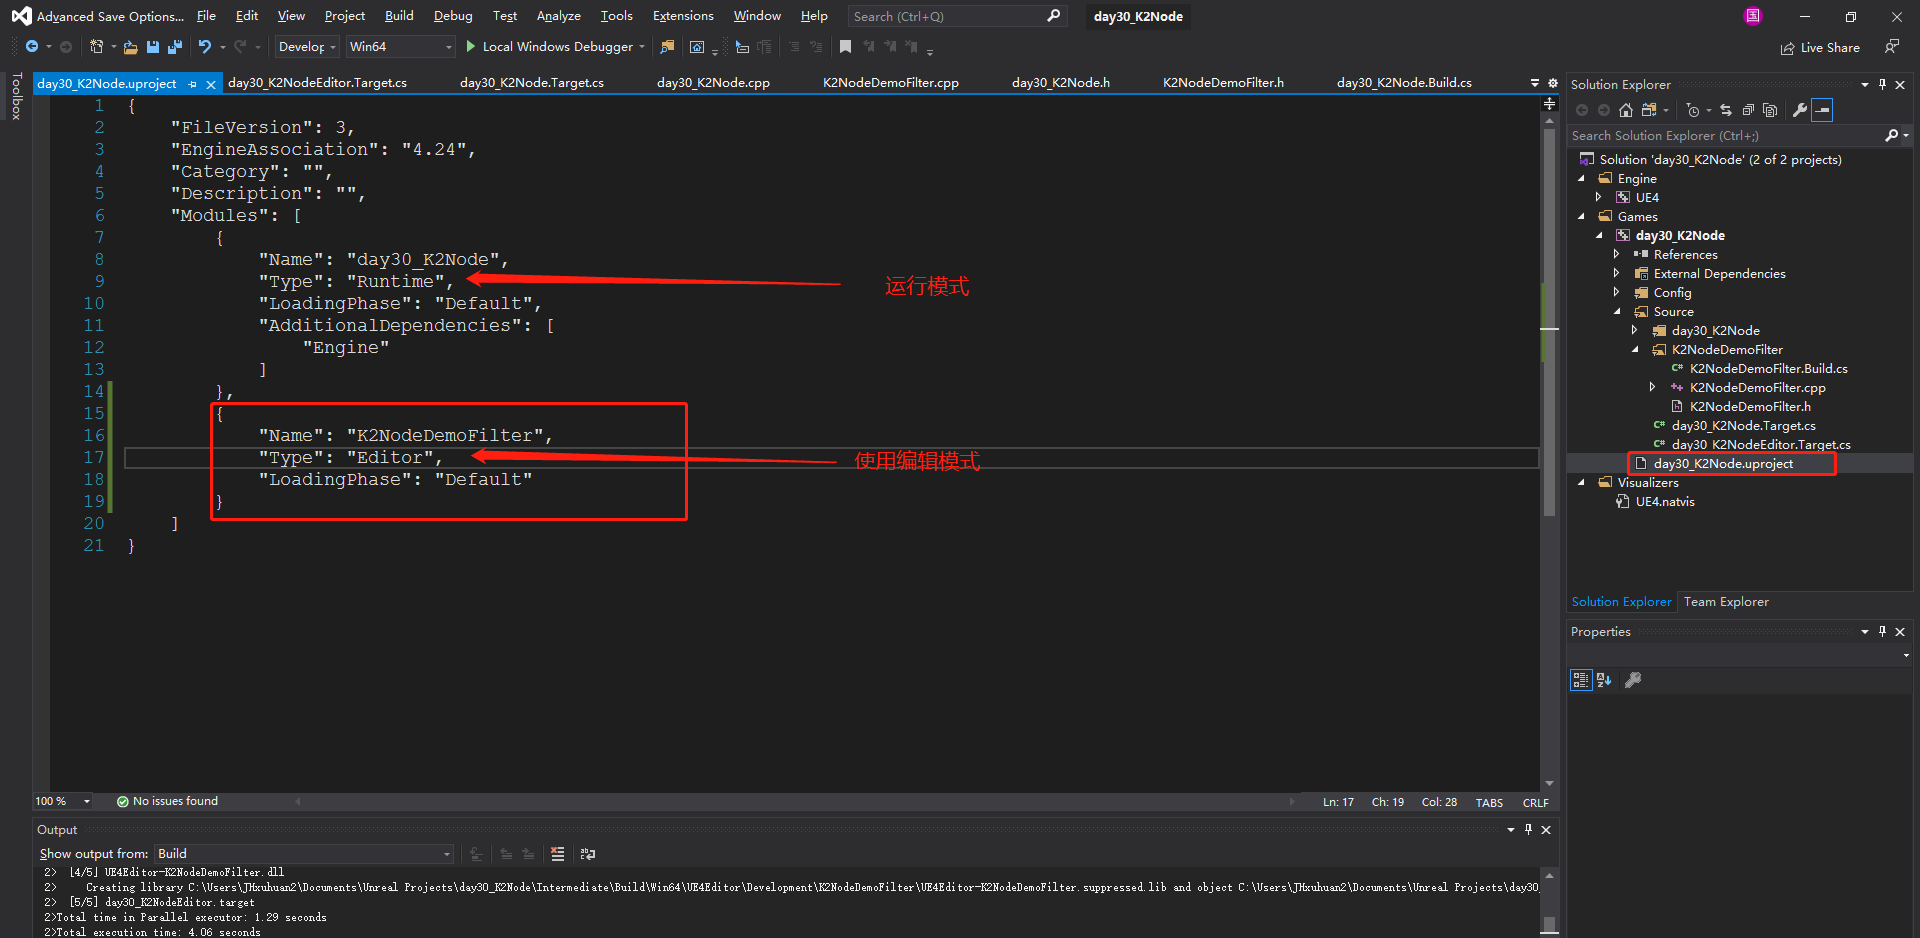 Advanced Save Options... File Edit View Project Build Debug Test Analyze Tools Extensions Window Help Search (Ctrl+Q) day30_K2Node 国
Develop Win64 Local Windows Debugger Live Share
Toolbox
day30_K2Node.uproject day30_K2NodeEditor.Target.cs day30_K2Node.Target.cs day30_K2Node.cpp K2NodeDemoFilter.cpp day30_K2Node.h K2NodeDemoFilter.h day30_K2Node.Build.cs
1 {
2 "FileVersion": 3,
3 "EngineAssociation": "4.24",
4 "Category": "",
5 "Description": "",
6 "Modules": [
7 {
8 "Name": "day30_K2Node",
9 "Type": "Runtime", 运行模式
10 "LoadingPhase": "Default",
11 "AdditionalDependencies": [
12 "Engine"
13 ]
14 },
15 {
16 "Name": "K2NodeDemoFilter",
17 "Type": "Editor", 使用编辑模式
18 "LoadingPhase": "Default"
19 }
20 ]
21 }
100 % No issues found Ln: 17 Ch: 19 Col: 28 TABS CRLF
Output
Show output from: Build
2> [4/5] UE4Editor-K2NodeDemoFilter.dll
2> Creating library C:\Users\JHxuhuan2\Documents\Unreal Projects\day30_K2Node\Intermediate\Build\Win64\UE4Editor\Development\K2NodeDemoFilter\UE4Editor-K2NodeDemoFilter.suppressed.lib and object C:\Users\JHxuhuan2\Documents\Unreal Projects\day30_
2> [5/5] day30_K2NodeEditor.target
2>Total time in Parallel executor: 1.29 seconds
2>Total execution time: 4.06 seconds
Solution Explorer
Search Solution Explorer (Ctrl+;)
Solution 'day30_K2Node' (2 of 2 projects)
Engine
UE4
Games
day30_K2Node
References
External Dependencies
Config
Source
day30_K2Node
K2NodeDemoFilter
K2NodeDemoFilter.Build.cs
K2NodeDemoFilter.cpp
K2NodeDemoFilter.h
day30_K2Node.Target.cs
day30_K2NodeEditor.Target.cs
day30_K2Node.uproject
Visualizers
UE4.natvis
Solution Explorer Team Explorer
Properties